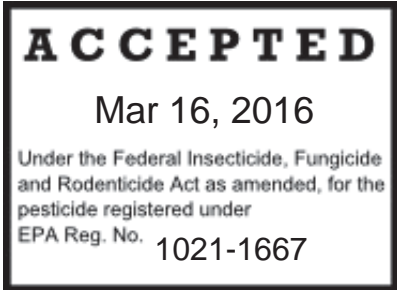 ACCEPTED
Mar 16, 2016
Under the Federal Insecticide, Fungicide
and Rodenticide Act as amended, for the
pesticide registered under
EPA Reg. No. 1021-1667